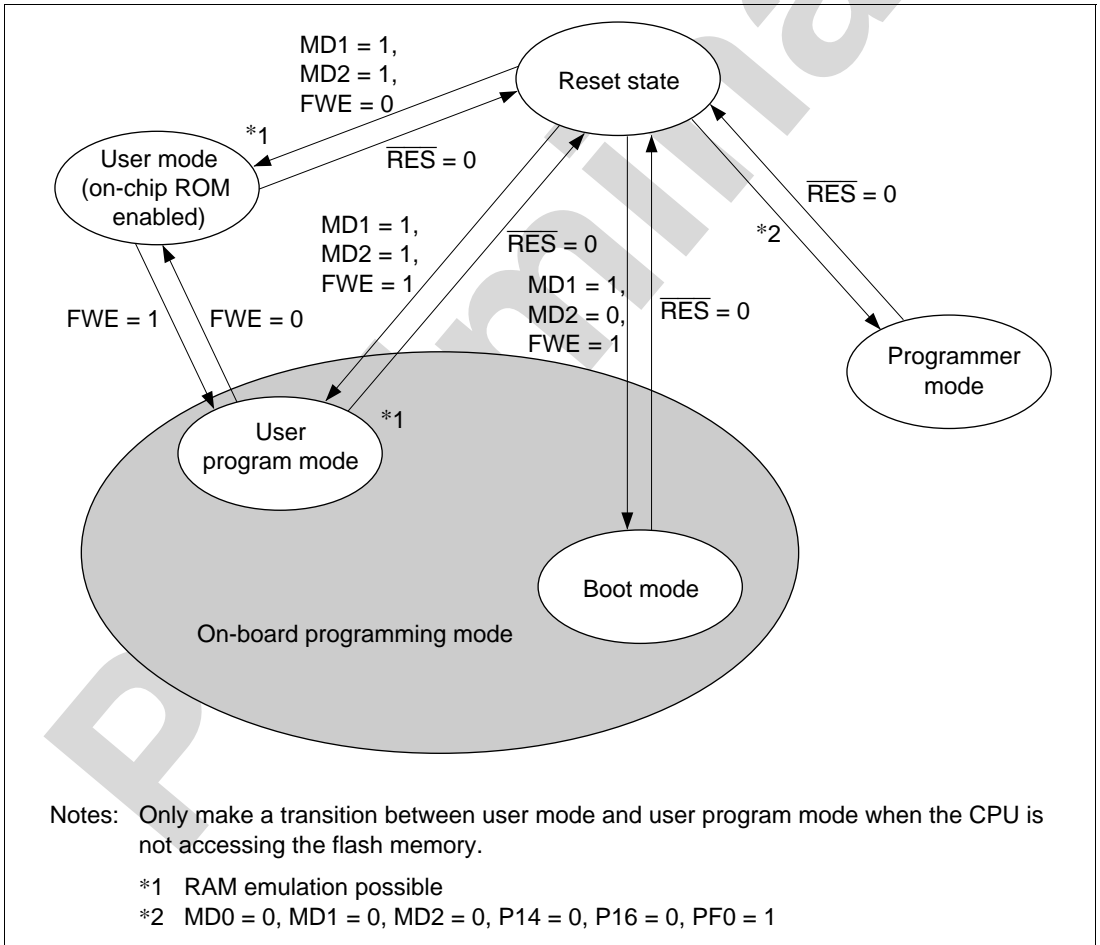 MD1 = 1,
MD2 = 1,
FWE = 0
Reset state
*1
RES = 0
User mode
(on-chip ROM
enabled)
MD1 = 1,
MD2 = 1,
FWE = 1
RES = 0
*2
RES = 0
MD1 = 1,
MD2 = 0,
FWE = 1
RES = 0
FWE = 1
FWE = 0
Programmer
mode
*1
User
program mode
Boot mode
On-board programming mode
Notes: Only make a transition between user mode and user program mode when the CPU is
not accessing the flash memory.
*1 RAM emulation possible
*2 MD0 = 0, MD1 = 0, MD2 = 0, P14 = 0, P16 = 0, PF0 = 1